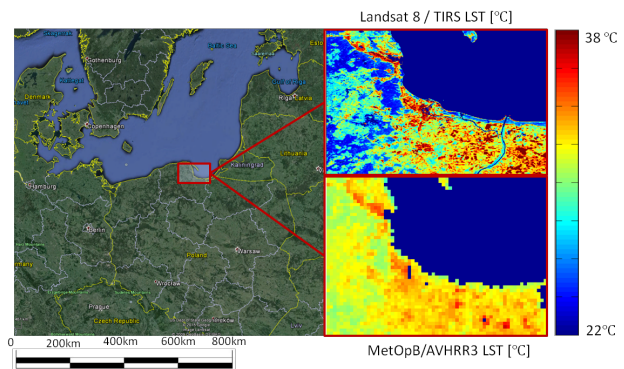 Landsat 8 / TIRS LST [°C]
38 °C
Gothenburg
Baltic Sea
Denmark
Riga
Latvia
Copenhagen
Lithuania
Kaliningrad
Hamburg
Berlin
Warsaw
Poland
Wroclaw
Prague
Czech Republic
22°C
0 200km 400km 600km 800km
MetOpB/AVHRR3 LST [°C]